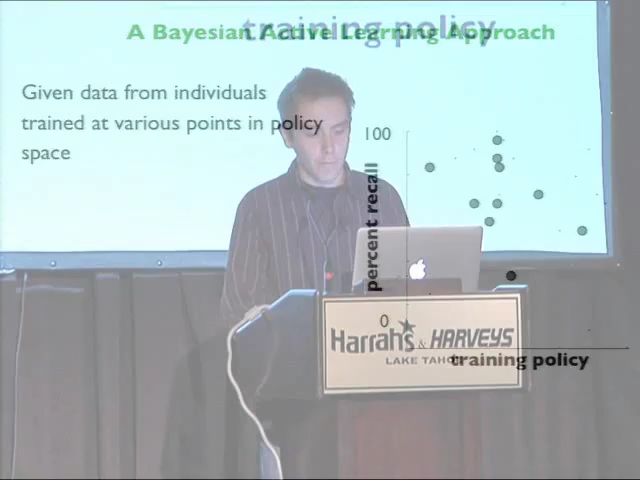 training policy
A Bayesian Active Learning Approach
Given data from individuals
trained at various points in policy
space
100
percent recall
0
Harrah's & HARVEYS
LAKE TAHOE
training policy